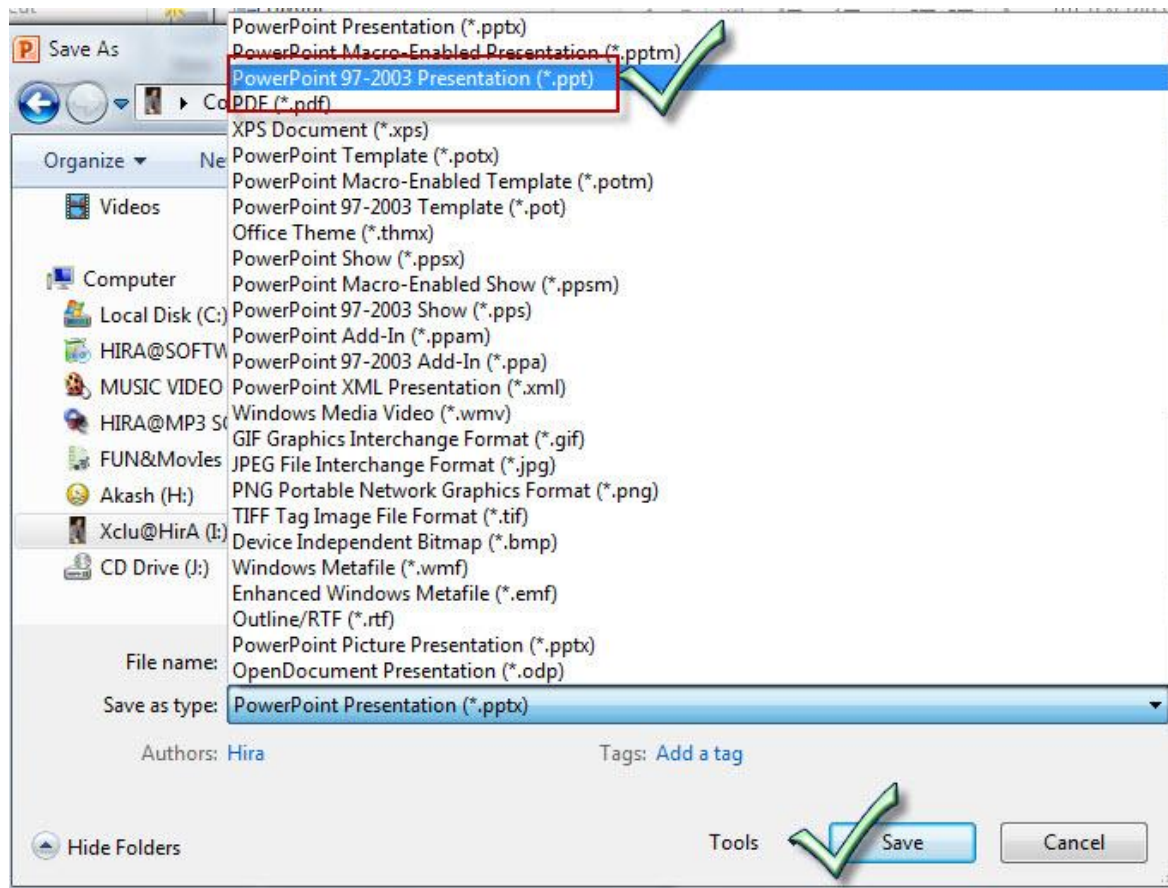 PowerPoint Presentation (*.pptx)
Save As
PowerPoint Macro-Enabled Presentation (*.pptm)
PowerPoint 97-2003 Presentation (*.ppt)
Co
PDF (*.pdf)
XPS Document (*.xps)
Organize
Ne
PowerPoint Template (*.potx)
PowerPoint Macro-Enabled Template (*.potm)
Videos
PowerPoint 97-2003 Template (*.pot)
Office Theme (*.thmx)
PowerPoint Show (*.ppsx)
Computer
PowerPoint Macro-Enabled Show (*.ppsm)
Local Disk (C:)
PowerPoint 97-2003 Show (*.pps)
PowerPoint Add-In (*.ppam)
HIRA@SOFTW
PowerPoint 97-2003 Add-In (*.ppa)
MUSIC VIDEO
PowerPoint XML Presentation (*.xml)
Windows Media Video (*.wmv)
HIRA@MP3 SO
GIF Graphics Interchange Format (*.gif)
FUN&MovIes
JPEG File Interchange Format (*.jpg)
Akash (H:)
PNG Portable Network Graphics Format (*.png)
TIFF Tag Image File Format (*.tif)
Xclu@HirA (I:)
Device Independent Bitmap (*.bmp)
CD Drive (J:)
Windows Metafile (*.wmf)
Enhanced Windows Metafile (*.emf)
Outline/RTF (*.rtf)
PowerPoint Picture Presentation (*.pptx)
File name:
OpenDocument Presentation (*.odp)
Save as type: PowerPoint Presentation (*.pptx)
Authors: Hira
Tags: Add a tag
Hide Folders
Tools
Save
Cancel